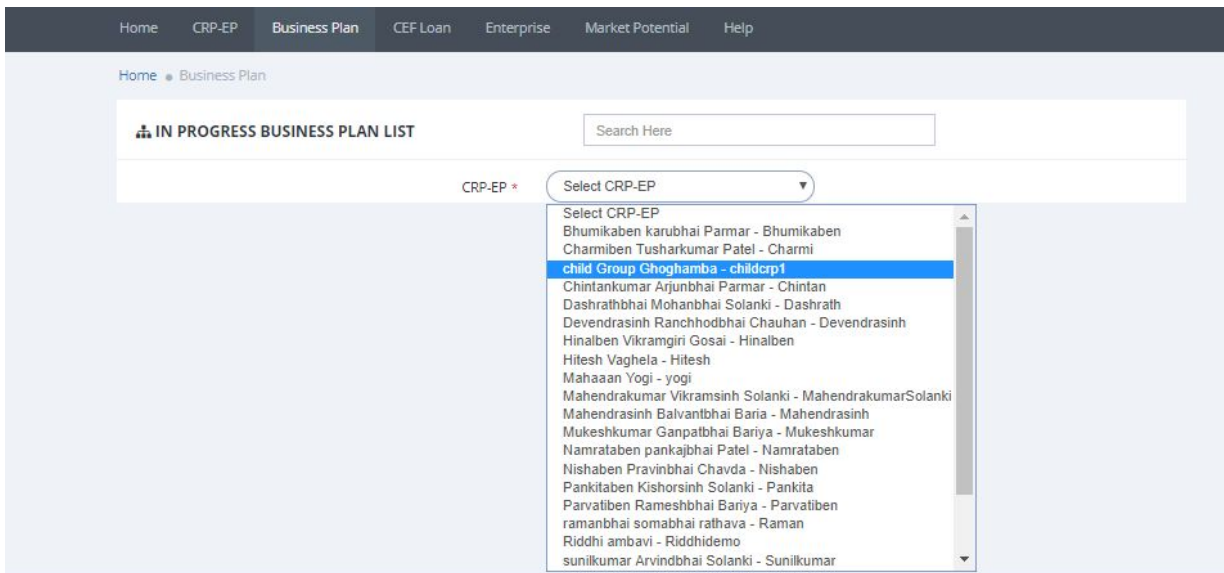 Home CRP-EP Business Plan CEF Loan Enterprise Market Potential Help
Home Business Plan
IN PROGRESS BUSINESS PLAN LIST Search Here
CRP-EP * Select CRP-EP
Select CRP-EP
Bhumikaben karubhai Parmar - Bhumikaben
Charmiben Tusharkumar Patel - Charmi
child Group Ghoghamba - childcrp1
Chintankumar Arjunbhai Parmar - Chintan
Dashrathbhai Mohanbhai Solanki - Dashrath
Devendrasinh Ranchhodbhai Chauhan - Devendrasinh
Hinalben Vikramgiri Gosai - Hinalben
Hitesh Vaghela - Hitesh
Mahaaan Yogi - yogi
Mahendrakumar Vikramsinh Solanki - MahendrakumarSolanki
Mahendrasinh Balvantbhai Baria - Mahendrasinh
Mukeshkumar Ganpatbhai Bariya - Mukeshkumar
Namrataben pankajbhai Patel - Namrataben
Nishaben Pravinbhai Chavda - Nishaben
Pankitaben Kishorsinh Solanki - Pankita
Parvatiben Rameshbhai Bariya - Parvatiben
ramanbhai somabhai rathava - Raman
Riddhi ambavi - Riddhidemo
sunilkumar Arvindbhai Solanki - Sunilkumar